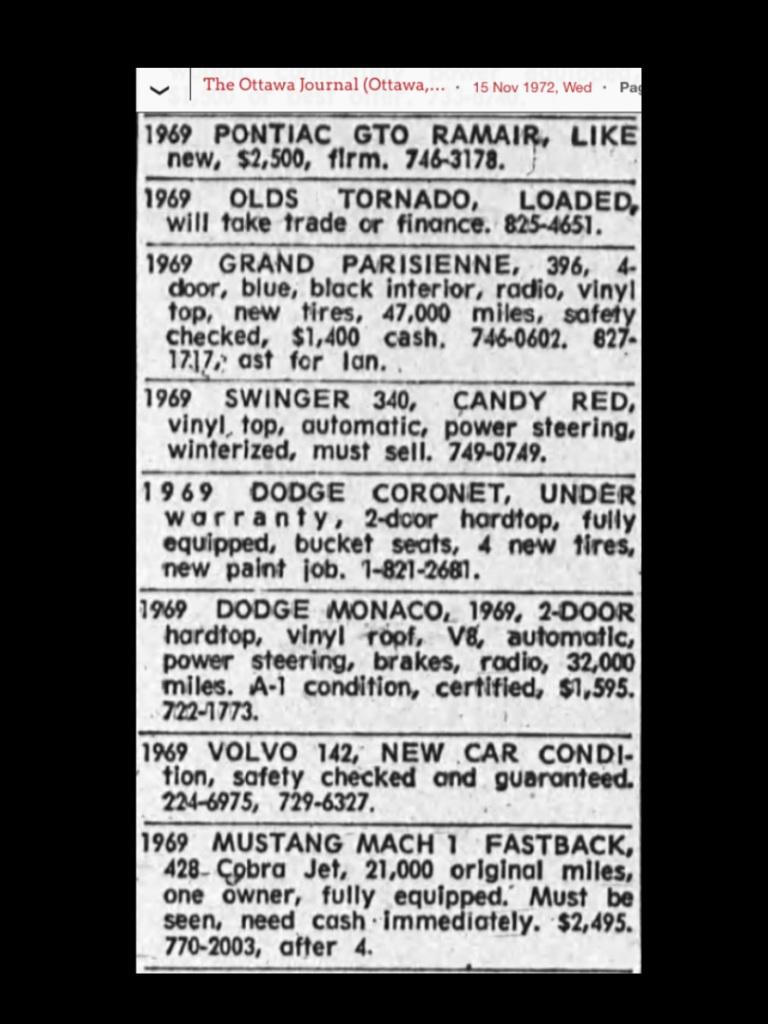 The Ottawa Journal (Ottawa,... · 15 Nov 1972, Wed · Pag
1969 PONTIAC GTO RAMAIR, LIKE
new, $2,500, firm. 746-3178.
1969 OLDS TORNADO, LOADED,
will take trade or finance. 825-4651.
1969 GRAND PARISIENNE, 396, 4-
door, blue, black interior, radio, vinyl
top, new tires, 47,000 miles, safety
checked, $1,400 cash. 746-0602. 827-
1717, ast for Ian.
1969 SWINGER 340, CANDY RED,
vinyl top, automatic, power steering,
winterized, must sell. 749-0749.
1969 DODGE CORONET, UNDER
warranty, 2-door hardtop, fully
equipped, bucket seats, 4 new tires,
new paint job. 1-821-2681.
1969 DODGE MONACO, 1969, 2-DOOR
hardtop, vinyl roof, V8, automatic,
power steering, brakes, radio, 32,000
miles. A-1 condition, certified, $1,595.
722-1773.
1969 VOLVO 142, NEW CAR CONDI-
tion, safety checked and guaranteed.
224-6975, 729-6327.
1969 MUSTANG MACH 1 FASTBACK,
428 Cobra Jet, 21,000 original miles,
one owner, fully equipped. Must be
seen, need cash immediately. $2,495.
770-2003, after 4.